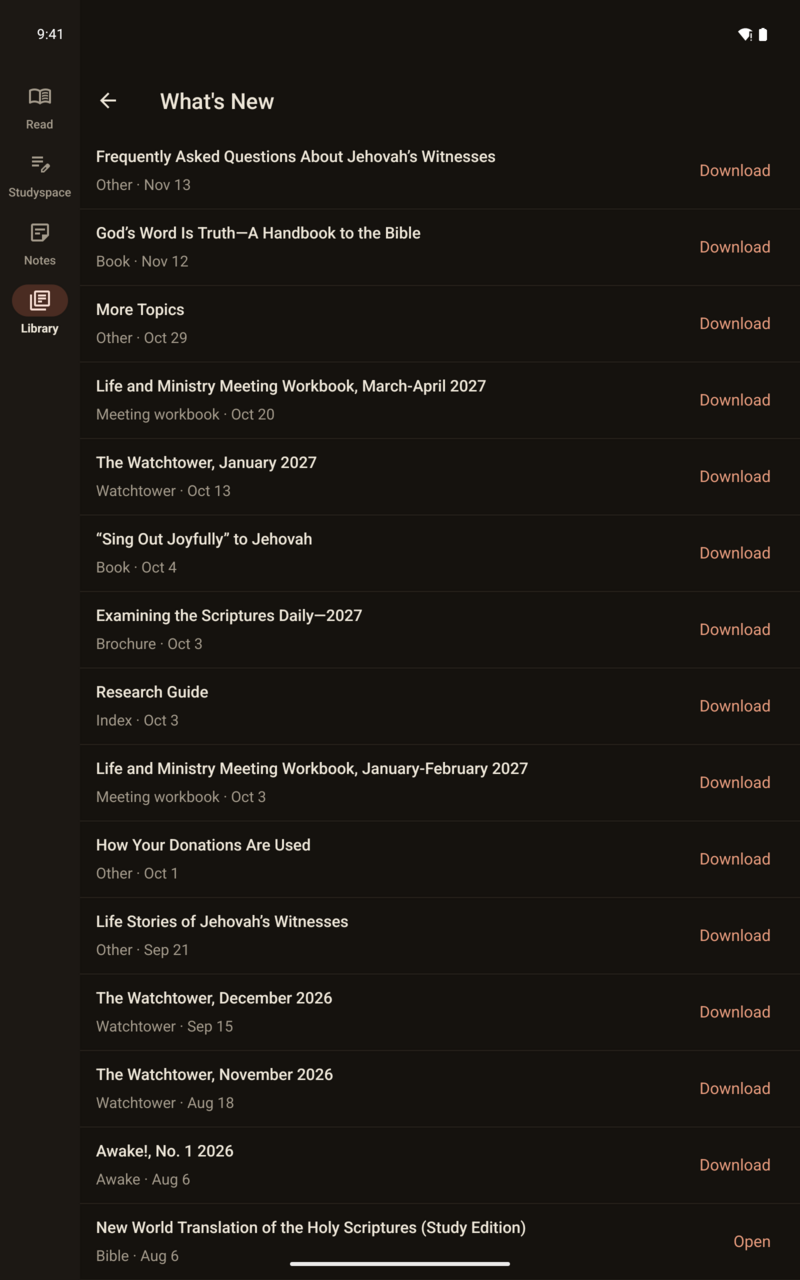 9:41
Read
Studyspace
Notes
Library
What's New
Frequently Asked Questions About Jehovah’s Witnesses
Other · Nov 13
Download
God’s Word Is Truth—A Handbook to the Bible
Book · Nov 12
Download
More Topics
Other · Oct 29
Download
Life and Ministry Meeting Workbook, March-April 2027
Meeting workbook · Oct 20
Download
The Watchtower, January 2027
Watchtower · Oct 13
Download
“Sing Out Joyfully” to Jehovah
Book · Oct 4
Download
Examining the Scriptures Daily—2027
Brochure · Oct 3
Download
Research Guide
Index · Oct 3
Download
Life and Ministry Meeting Workbook, January-February 2027
Meeting workbook · Oct 3
Download
How Your Donations Are Used
Other · Oct 1
Download
Life Stories of Jehovah’s Witnesses
Other · Sep 21
Download
The Watchtower, December 2026
Watchtower · Sep 15
Download
The Watchtower, November 2026
Watchtower · Aug 18
Download
Awake!, No. 1 2026
Awake · Aug 6
Download
New World Translation of the Holy Scriptures (Study Edition)
Bible · Aug 6
Open